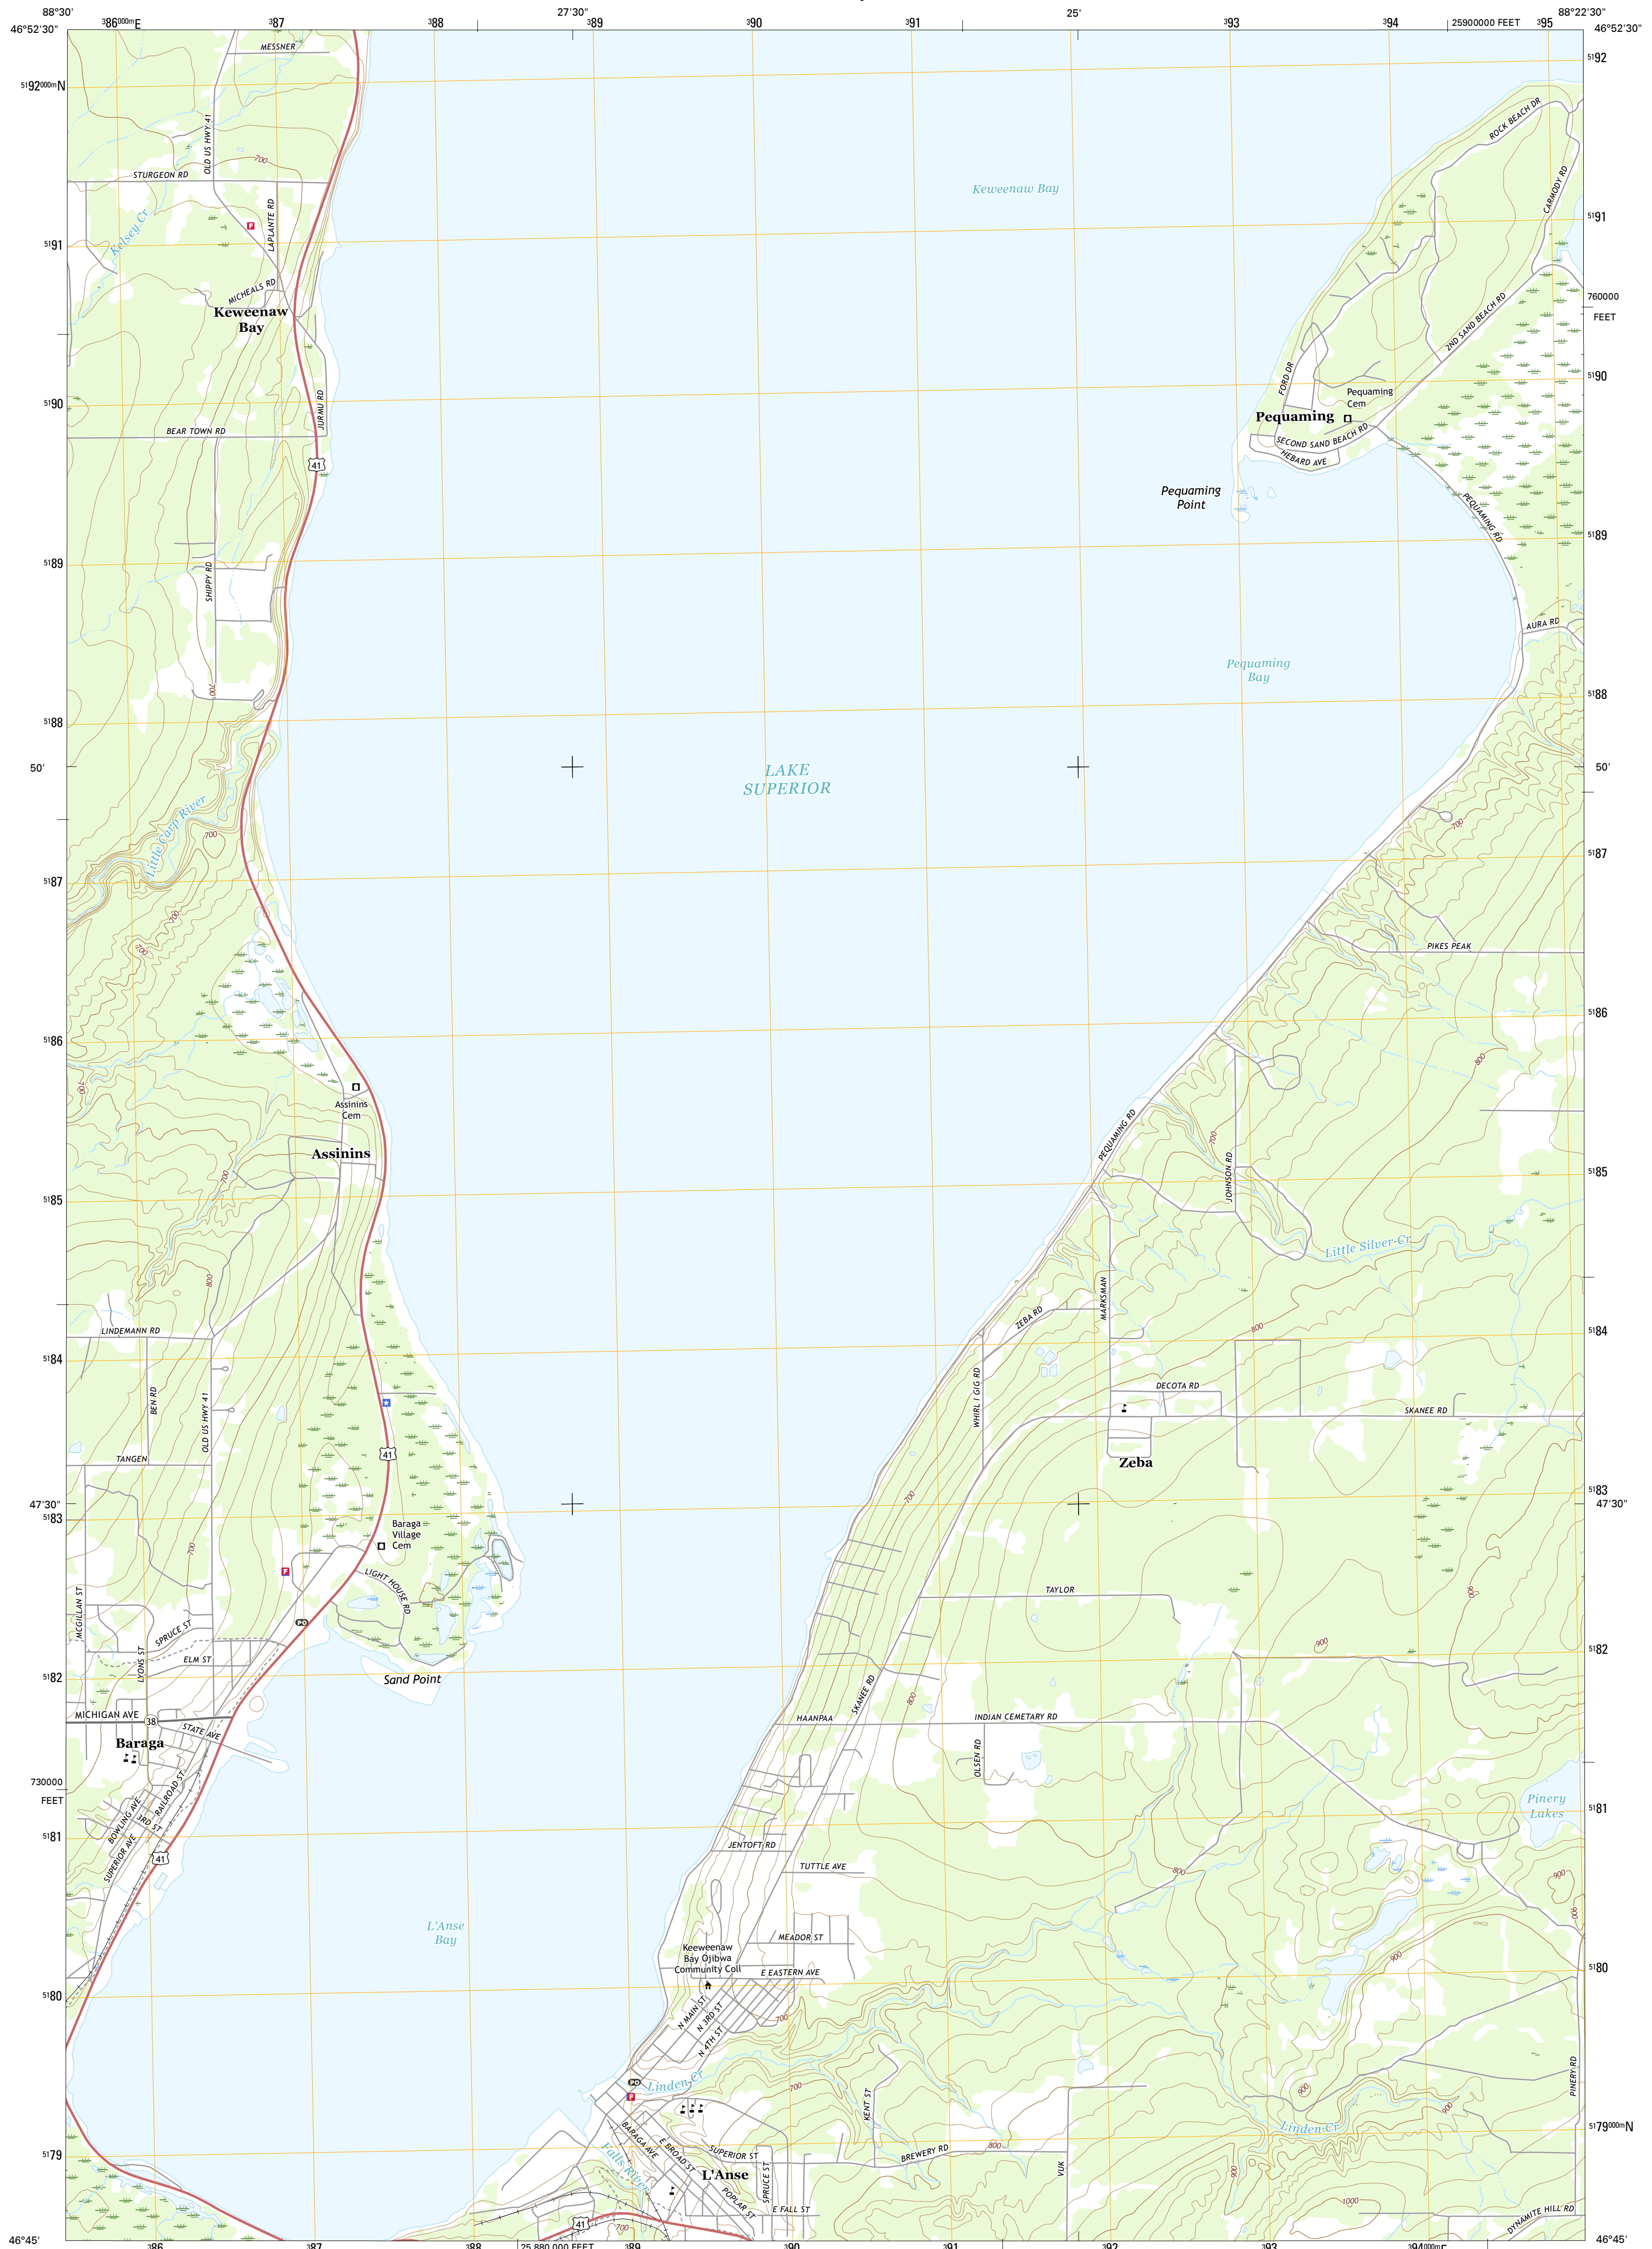 88°30'
³86⁰⁰⁰ᵐE
³87
³88
27'30"
³89
³90
³91
25'
³93
³94
25900000 FEET
³95
88°22'30"
46°52'30"
46°52'30"
MESSNER
⁵¹92⁰⁰⁰ᵐN
⁵¹92
ROCK BEACH DR
OLD US HWY 41
700
STURGEON RD
Keweenaw Bay
CARMODY RD
LAPLANTE RD
F
Kelsey Cr
⁵¹91
⁵¹91
MICHEALS RD
Keweenaw
Bay
760000
FEET
2ND SAND BEACH RD
FORD DR
JURMU RD
⁵¹90
⁵¹90
Pequaming
Cem
Pequaming
BEAR TOWN RD
SECOND SAND BEACH RD
HEBARD AVE
41
Pequaming
Point
PEQUAMING RD
⁵¹89
⁵¹89
SHIPPY RD
AURA RD
Pequaming
Bay
700
⁵¹88
⁵¹88
50'
50'
LAKE
SUPERIOR
Little Carp River
700
700
⁵¹87
⁵¹87
700
700
PIKES PEAK
⁵¹86
⁵¹86
800
700
Assinins
Cem
PEQUAMING RD
700
Assinins
JOHNSON RD
700
⁵¹85
⁵¹85
Little Silver Cr
800
MARKSMAN
ZEBA RD
LINDEMANN RD
800
⁵¹84
⁵¹84
BEN RD
OLD US HWY 41
WHIRL I GIG RD
DECOTA RD
SKANEE RD
41
TANGEN
Zeba
700
47'30"
47'30"
⁵¹83
⁵¹83
Baraga
Village
Cem
700
F
LIGHT HOUSE RD
900
TAYLOR
MCGILLAN ST
PO
SPRUCE ST
LYONS ST
ELM ST
900
⁵¹82
⁵¹82
Sand Point
SKANEE RD
800
MICHIGAN AVE
38
STATE AVE
HAANPAA
INDIAN CEMETARY RD
Baraga
OLSEN RD
730000
FEET
RAILROAD ST
BOWLING AVE
3RD ST
SUPERIOR AVE
Pinery
Lakes
⁵¹81
⁵¹81
JENTOFT RD
41
TUTTLE AVE
800
900
900
L'Anse
Bay
MEADOR ST
Keeweenaw
Bay Ojibwa
Community Coll
E EASTERN AVE
900
⁵¹80
⁵¹80
N MAIN ST
N 3RD ST
N 4TH ST
700
PO
Linden Cr
F
700
KENT ST
900
900
PINERY RD
Linden Cr
⁵¹79⁰⁰⁰ᵐN
BARAGA AVE
E BROAD ST
SUPERIOR ST
BREWERY RD
800
⁵¹79
Falls River
L'Anse
SPRUCE ST
VUK
900
POPLAR ST
E FALL ST
1000
DYNAMITE HILL RD
41
700
46°45'
46°45'
³86
³87
³88
25 880 000 FEET
³89
³90
³91
³92
³93
³94⁰⁰⁰ᵐE